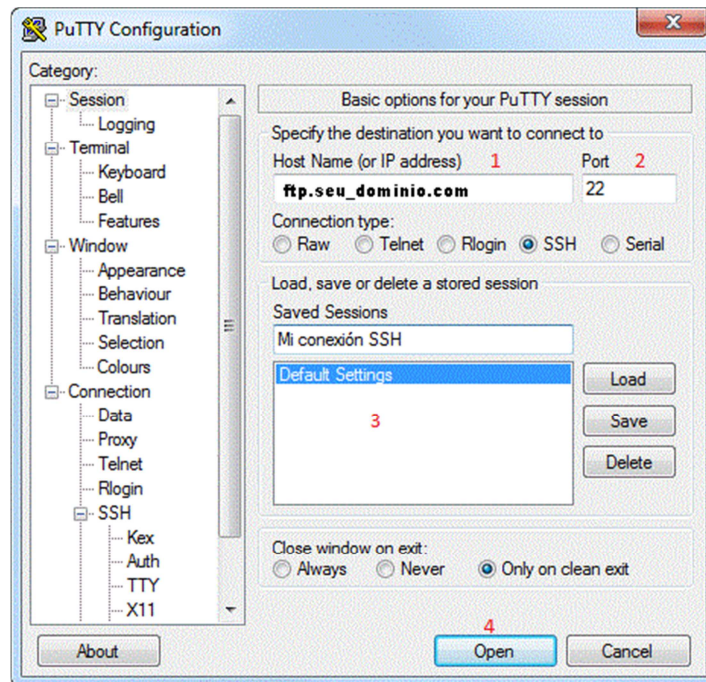 PuTTY Configuration
Category:
Session
Logging
Terminal
Keyboard
Bell
Features
Window
Appearance
Behaviour
Translation
Selection
Colours
Connection
Data
Proxy
Telnet
Rlogin
SSH
Kex
Auth
TTY
X11
Basic options for your PuTTY session
Specify the destination you want to connect to
Host Name (or IP address) 1 Port 2
ftp.seu_dominio.com 22
Connection type:
Raw Telnet Rlogin SSH Serial
Load, save or delete a stored session
Saved Sessions
Mi conexión SSH
Default Settings
3
Load
Save
Delete
Close window on exit:
Always Never Only on clean exit
4
About Open Cancel